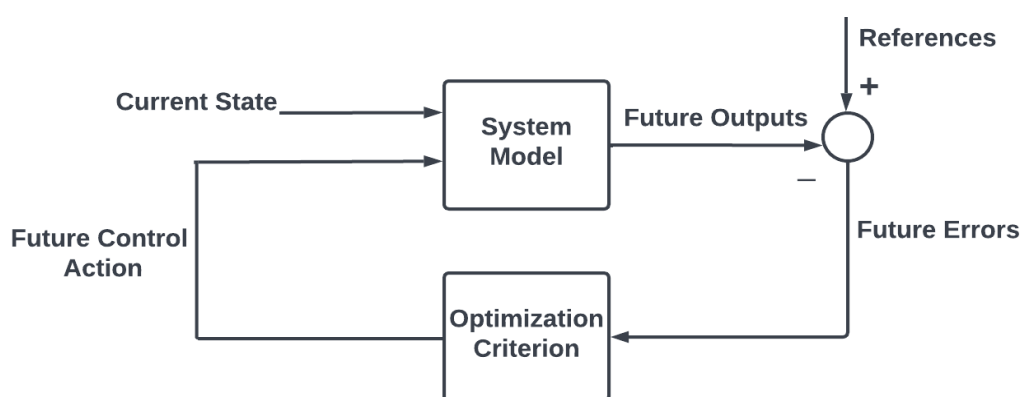 References
+
Current State
System
Model
Future Outputs
–
Future Control
Action
Future Errors
Optimization
Criterion